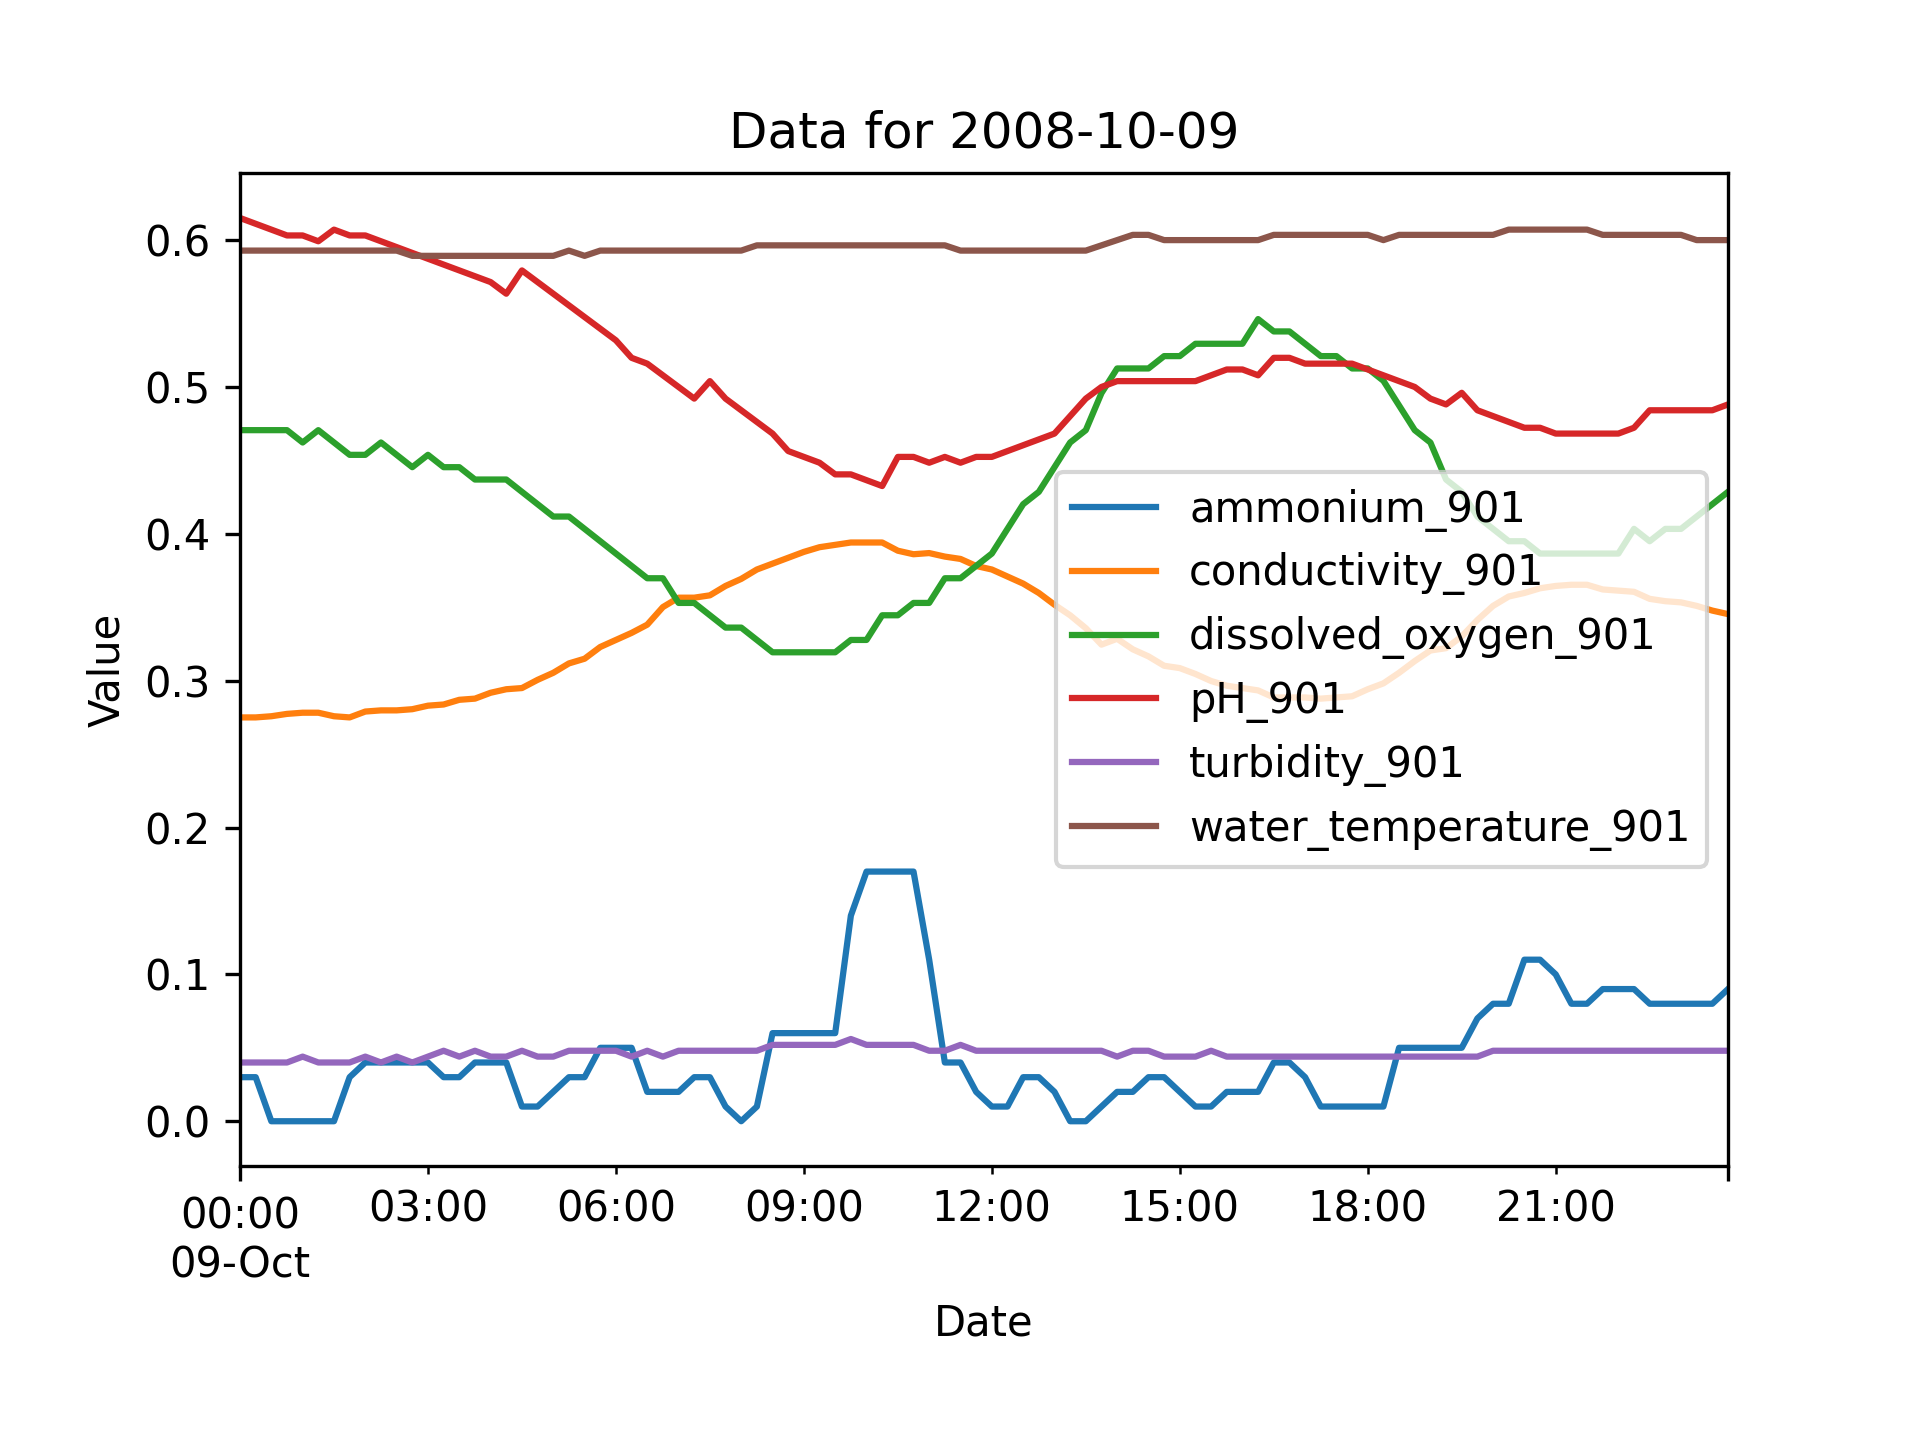 Data for 2008-10-09
Value
0.6
0.5
0.4
0.3
0.2
0.1
0.0
ammonium_901
conductivity_901
dissolved_oxygen_901
pH_901
turbidity_901
water_temperature_901
00:00 03:00 06:00 09:00 12:00 15:00 18:00 21:00
09-Oct
Date